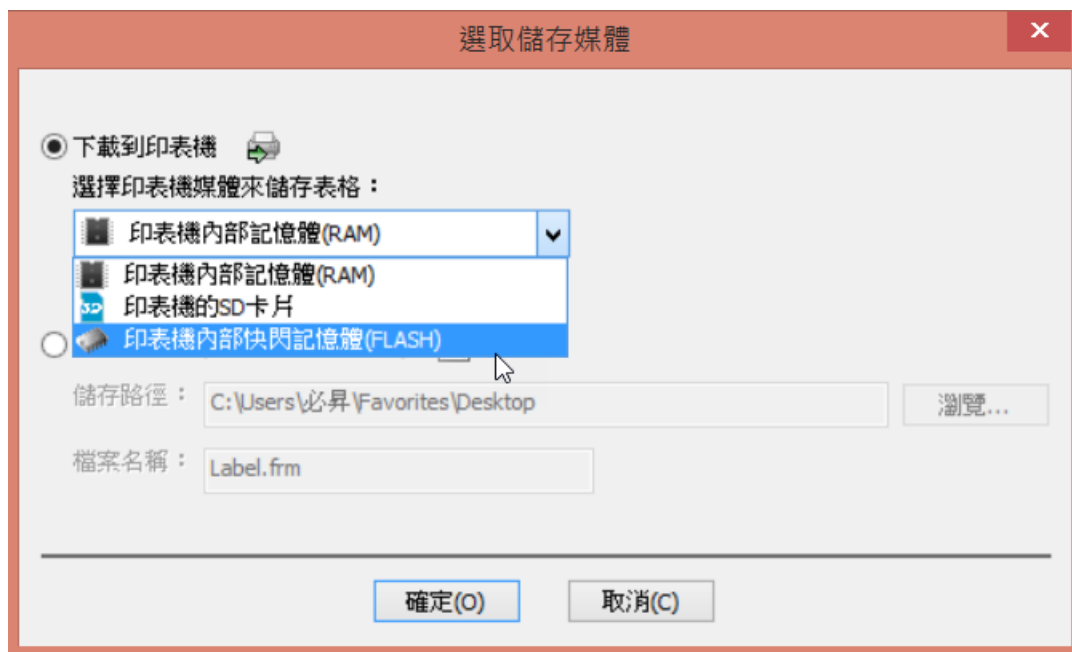 選取儲存媒體
下載到印表機
選擇印表機媒體來儲存表格：
印表機內部記憶體(RAM)
印表機內部記憶體(RAM)
印表機的SD卡片
印表機內部快閃記憶體(FLASH)
儲存路徑： C:\Users\必昇\Favorites\Desktop 瀏覽...
檔案名稱： Label.frm
確定(O) 取消(C)